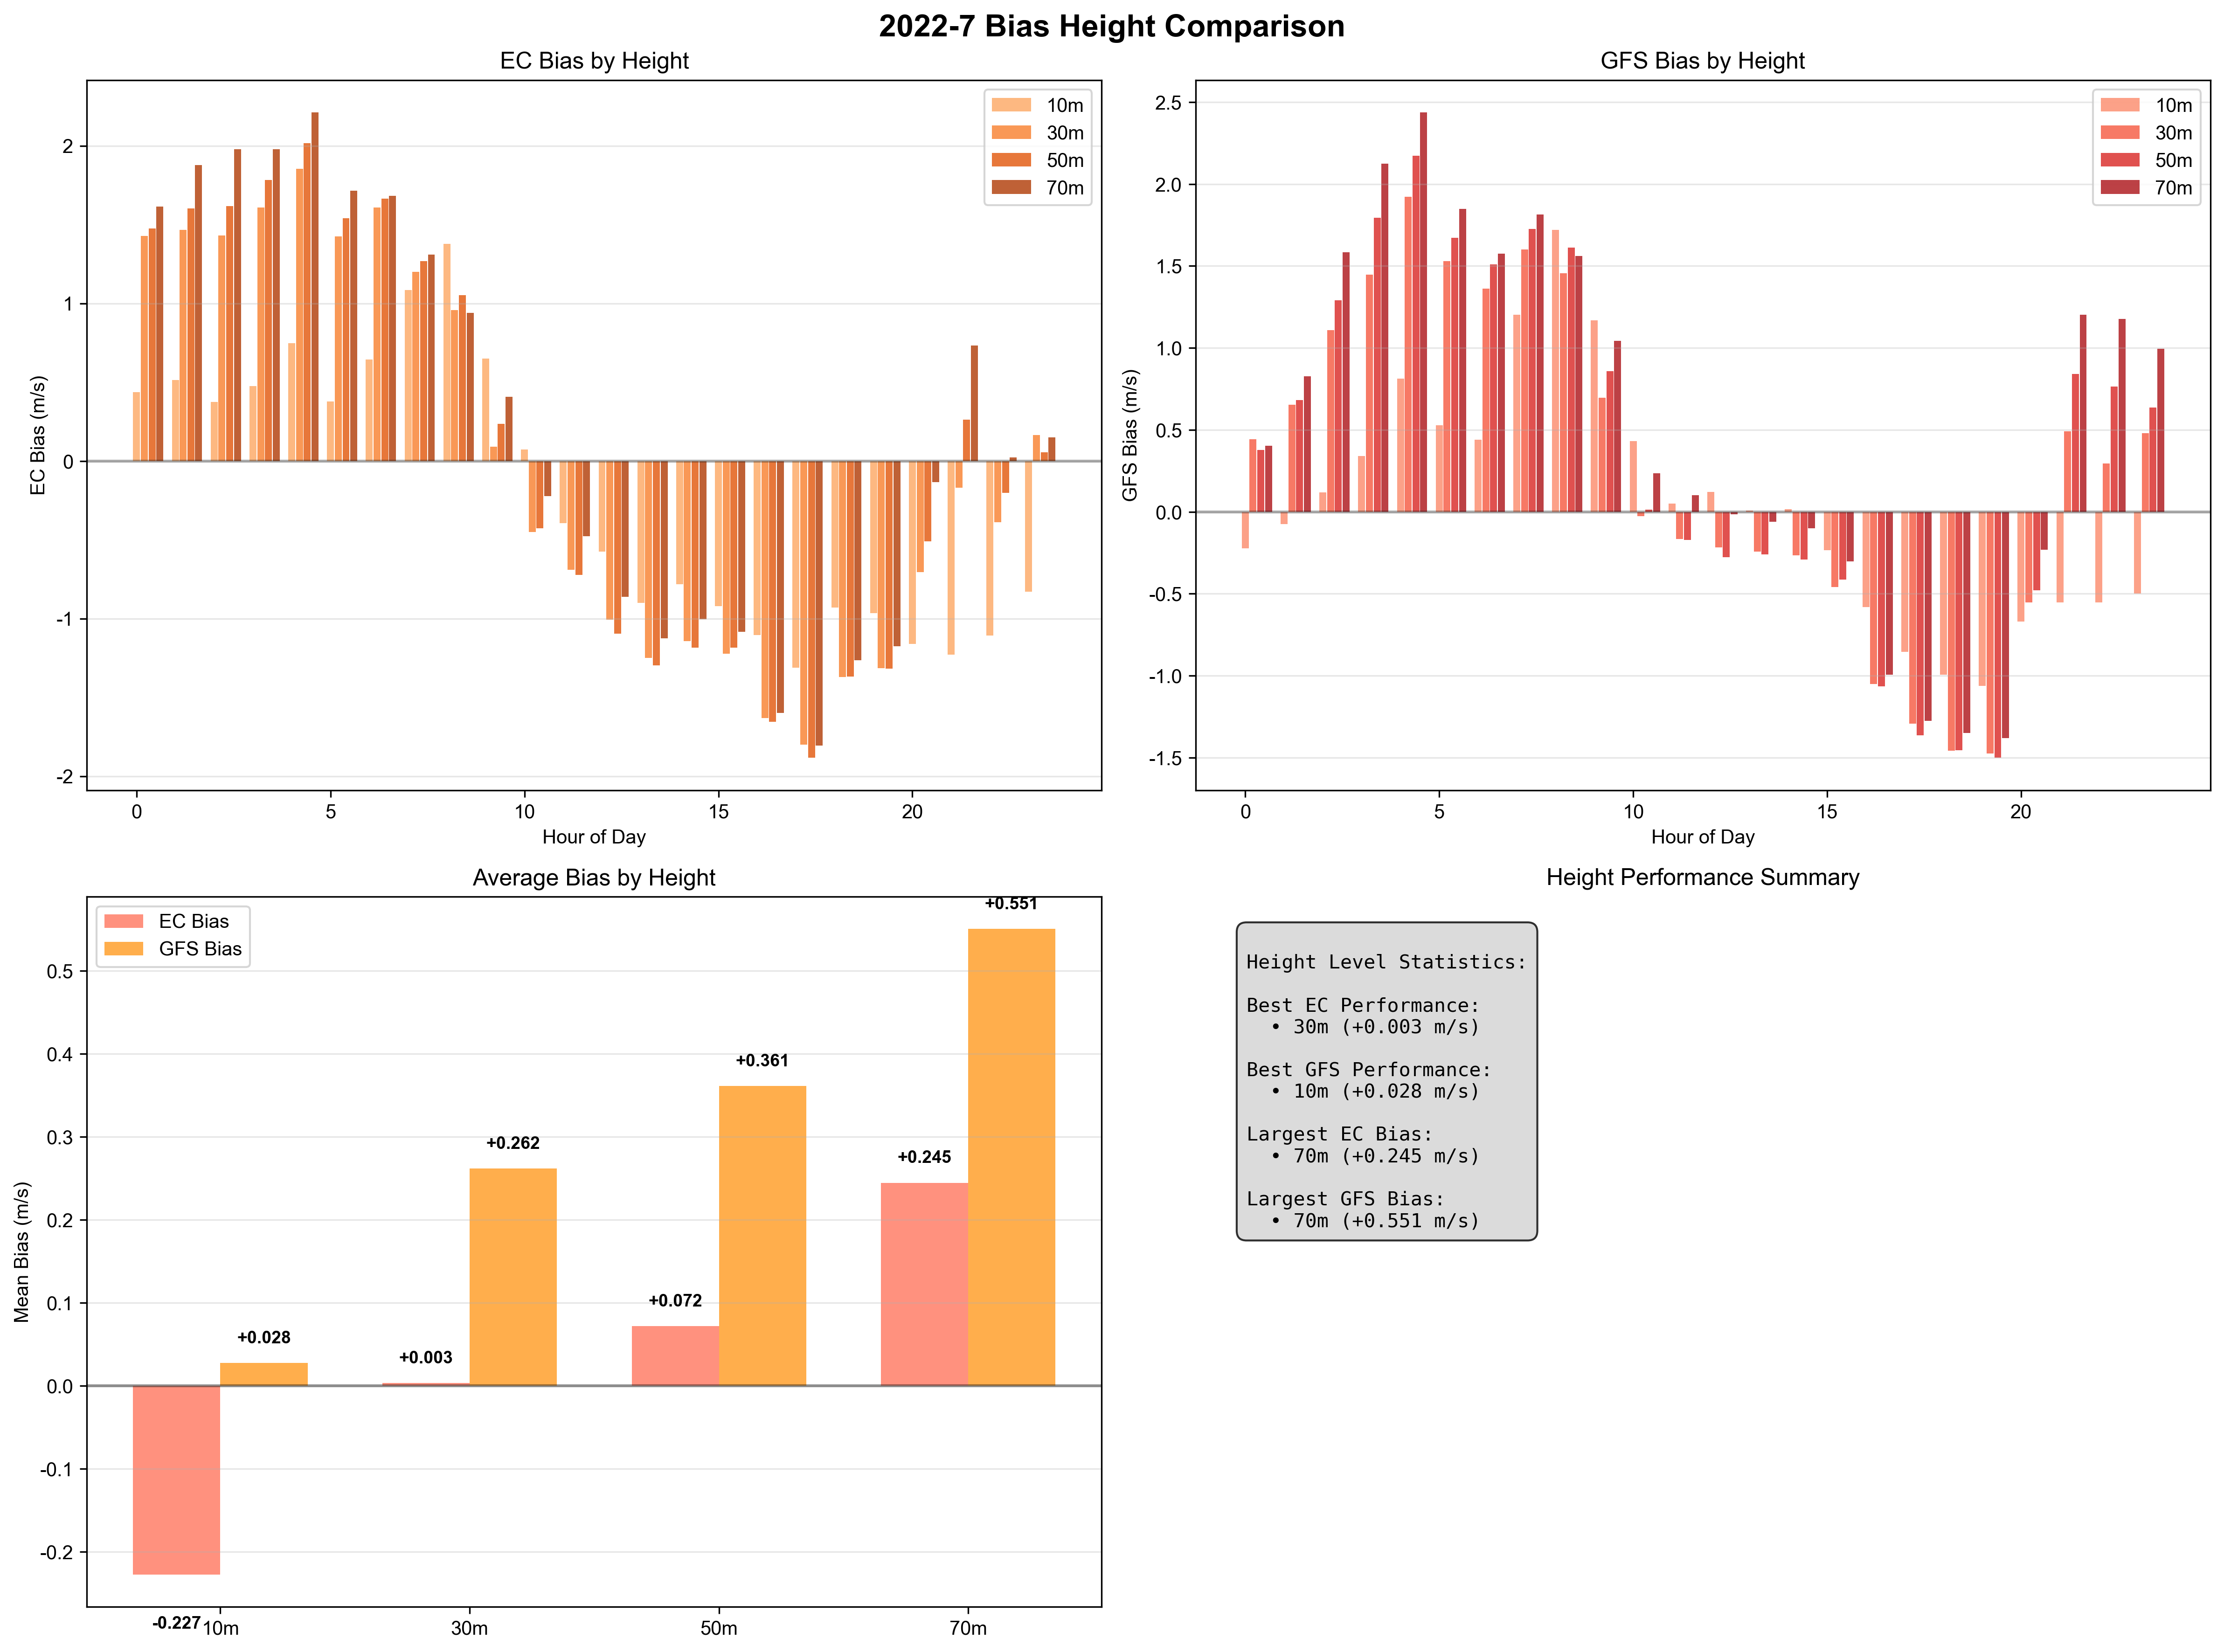 2022-7 Bias Height Comparison
EC Bias by Height
EC Bias (m/s)
2
1
0
-1
-2
0 5 10 15 20
Hour of Day
10m
30m
50m
70m
GFS Bias by Height
GFS Bias (m/s)
2.5
2.0
1.5
1.0
0.5
0.0
-0.5
-1.0
-1.5
0 5 10 15 20
Hour of Day
10m
30m
50m
70m
Average Bias by Height
EC Bias
GFS Bias
Mean Bias (m/s)
0.5
0.4
0.3
0.2
0.1
0.0
-0.1
-0.2
-0.227
+0.028
+0.003
+0.262
+0.072
+0.361
+0.245
+0.551
10m 30m 50m 70m
Height Performance Summary
Height Level Statistics:
Best EC Performance:
• 30m (+0.003 m/s)
Best GFS Performance:
• 10m (+0.028 m/s)
Largest EC Bias:
• 70m (+0.245 m/s)
Largest GFS Bias:
• 70m (+0.551 m/s)